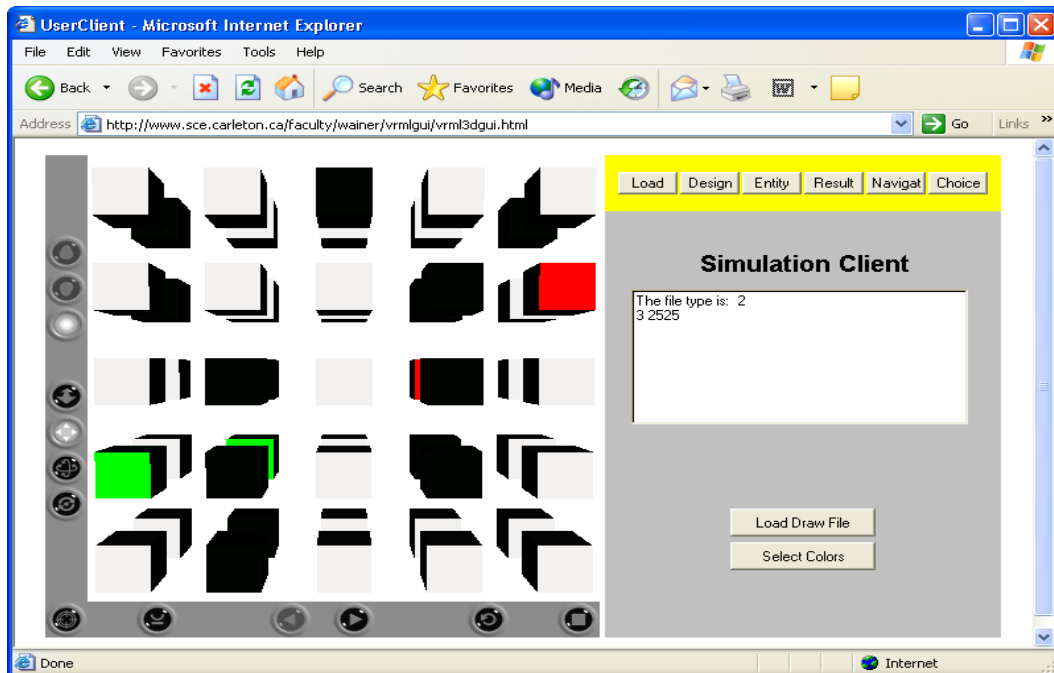 UserClient - Microsoft Internet Explorer
File Edit View Favorites Tools Help
Back Search Favorites Media
Address http://www.sce.carleton.ca/faculty/wainer/vrmlgui/vrml3dgui.html Go Links »
Load Design Entity Result Navigat Choice
Simulation Client
The file type is: 2
3 2525
Load Draw File
Select Colors
Done Internet